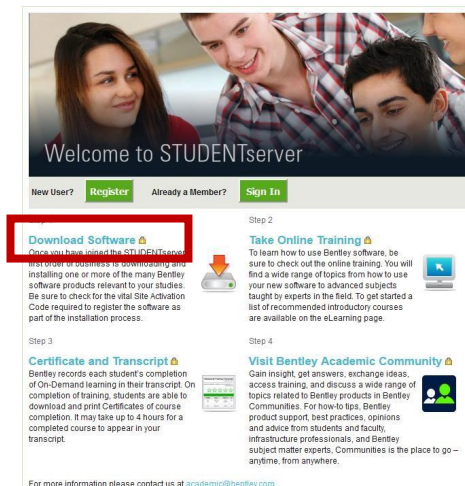 Welcome to STUDENTserver
New User? Register Already a Member? Sign In
Download Software
Once you have joined the STUDENTserver
first order of business is downloading and
installing one or more of the many Bentley
software products relevant to your studies.
Be sure to check for the vital Site Activation
Code required to register the software as
part of the installation process.
Step 2
Take Online Training
To learn how to use Bentley software, be
sure to check out the online training. You will
find a wide range of topics from how to use
your new software to advanced subjects
taught by experts in the field. To get started a
list of recommended introductory courses
are available on the eLearning page.
Step 3
Certificate and Transcript
Bentley records each student's completion
of On-Demand learning in their transcript. On
completion of training, students are able to
download and print Certificates of course
completion. It may take up to 4 hours for a
completed course to appear in your
transcript.
Step 4
Visit Bentley Academic Community
Gain insight, get answers, exchange ideas,
access training, and discuss a wide range of
topics related to Bentley products in Bentley
Communities. For how-to tips, Bentley
product support, best practices, opinions
and advice from students and faculty,
infrastructure professionals, and Bentley
subject matter experts, Communities is the place to go –
anytime, from anywhere.
For more information please contact us at academic@bentley.com